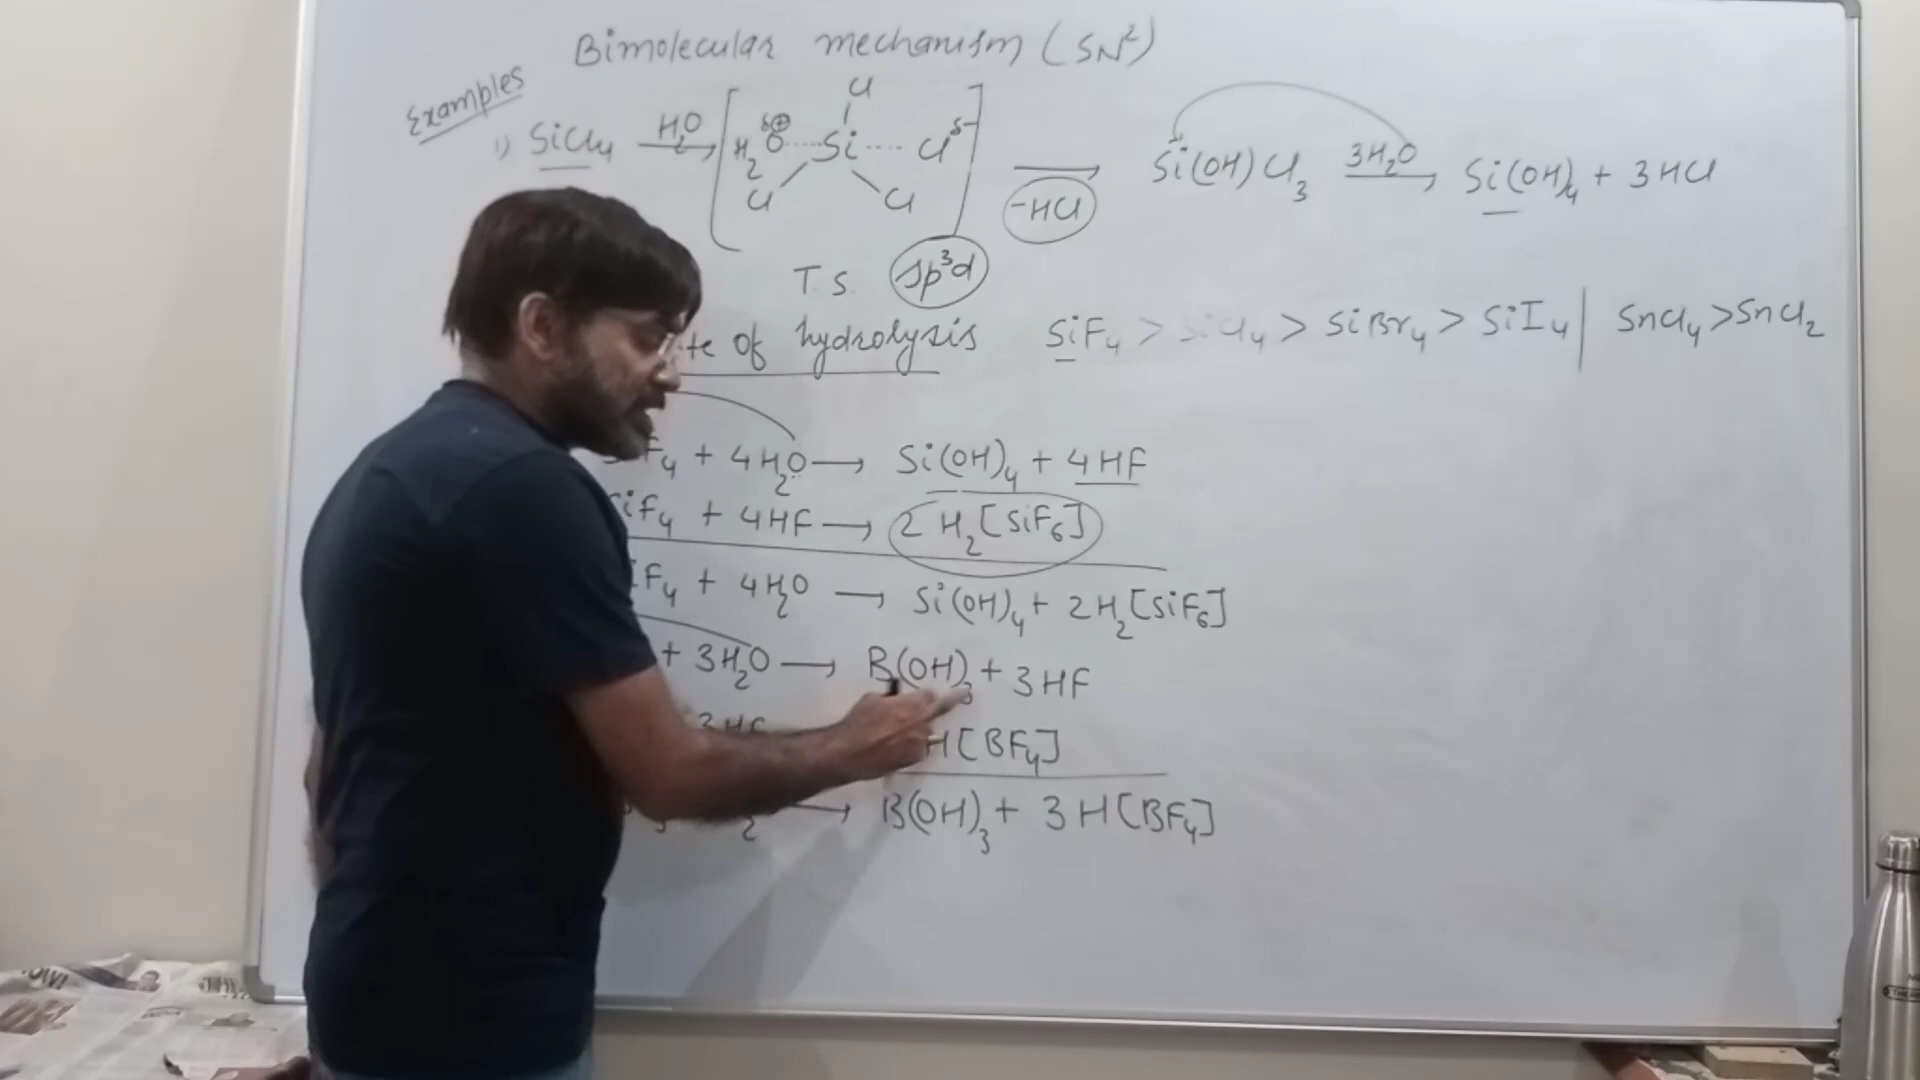 Bimolecular mechanism (SN²)
Examples
1) SiCl₄ —H₂O→ [H₂O^δ⊕ ····· Si ···· Cl^δ- Cl Cl Cl] —-HCl→ Si(OH)Cl₃ —3H₂O→ Si(OH)₄ + 3HCl
T.S. sp³d
of hydrolysis SiF₄ > SiCl₄ > SiBr₄ > SiI₄ | SnCl₄ > SnCl₂
F₄ + 4H₂O → Si(OH)₄ + 4HF
iF₄ + 4HF → 2H₂[SiF₆]
F₄ + 4H₂O → Si(OH)₄ + 2H₂[SiF₆]
+ 3H₂O → B(OH)₃ + 3HF
3HF H[BF₄]
→ B(OH)₃ + 3H[BF₄]